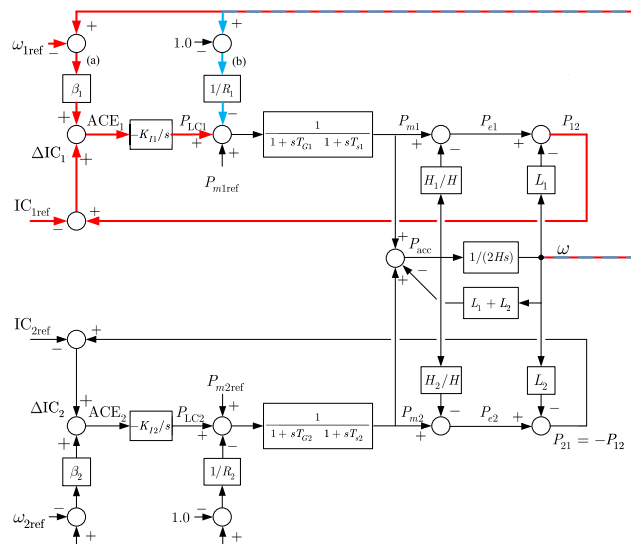 + +
ω1ref − 1.0 −
(a) (b)
β1 1/R1
+ ACE1 −KI1/s PLC1 − 1 / 1 + sTG1 1 + sTs1 Pm1 Pe1 P12
+ + + + +
ΔIC1 + − −
Pm1ref H1/H L1
IC1ref + +
−
+ Pacc 1/(2Hs) ω
−
+ L1 + L2
IC2ref +
−
Pm2ref H2/H L2
ΔIC2 + ACE2 −KI2/s PLC2 + 1 / 1 + sTG2 1 + sTs2 Pm2 − Pe2 −
+ + − + +
P21 = −P12
β2 1/R2
ω2ref − 1.0 −
+ +